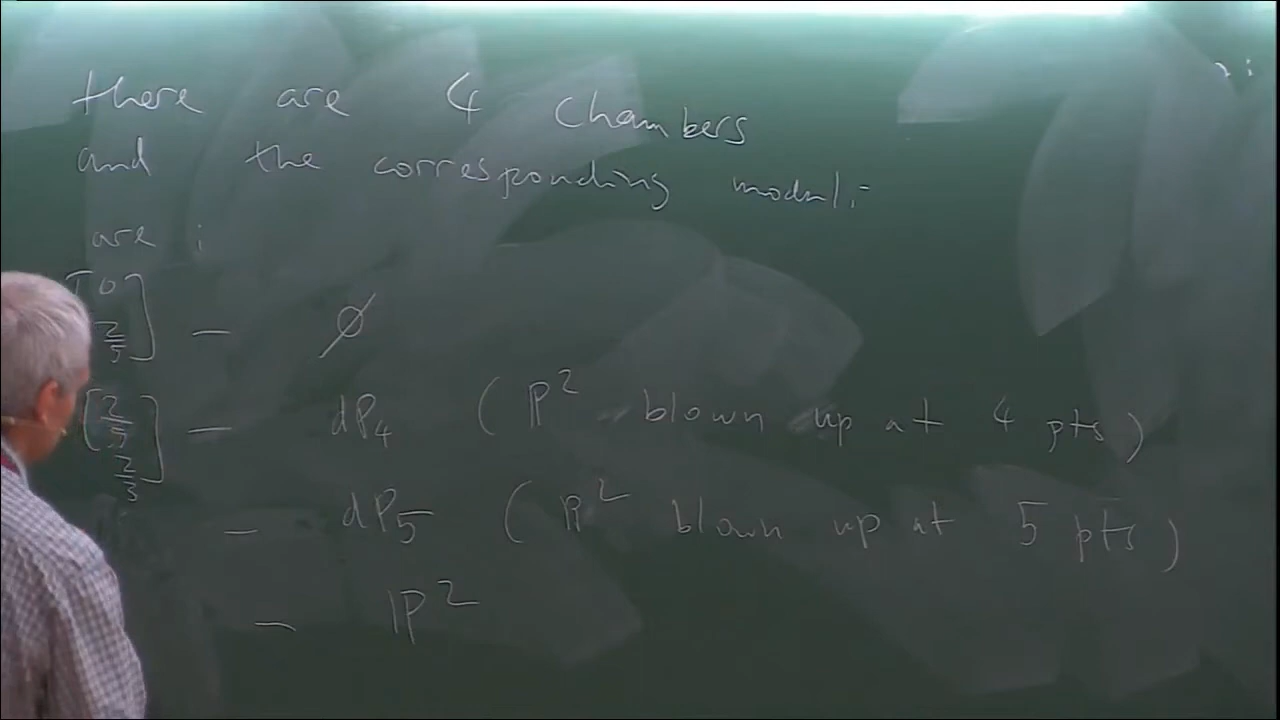 there are 4 chambers
and the corresponding moduli
are :
[0 2/5] — ∅
[2/5 2/3] — dP₄ ( ℙ² blown up at 4 pts )
— dP₅ ( ℙ² blown up at 5 pts )
— ℙ²